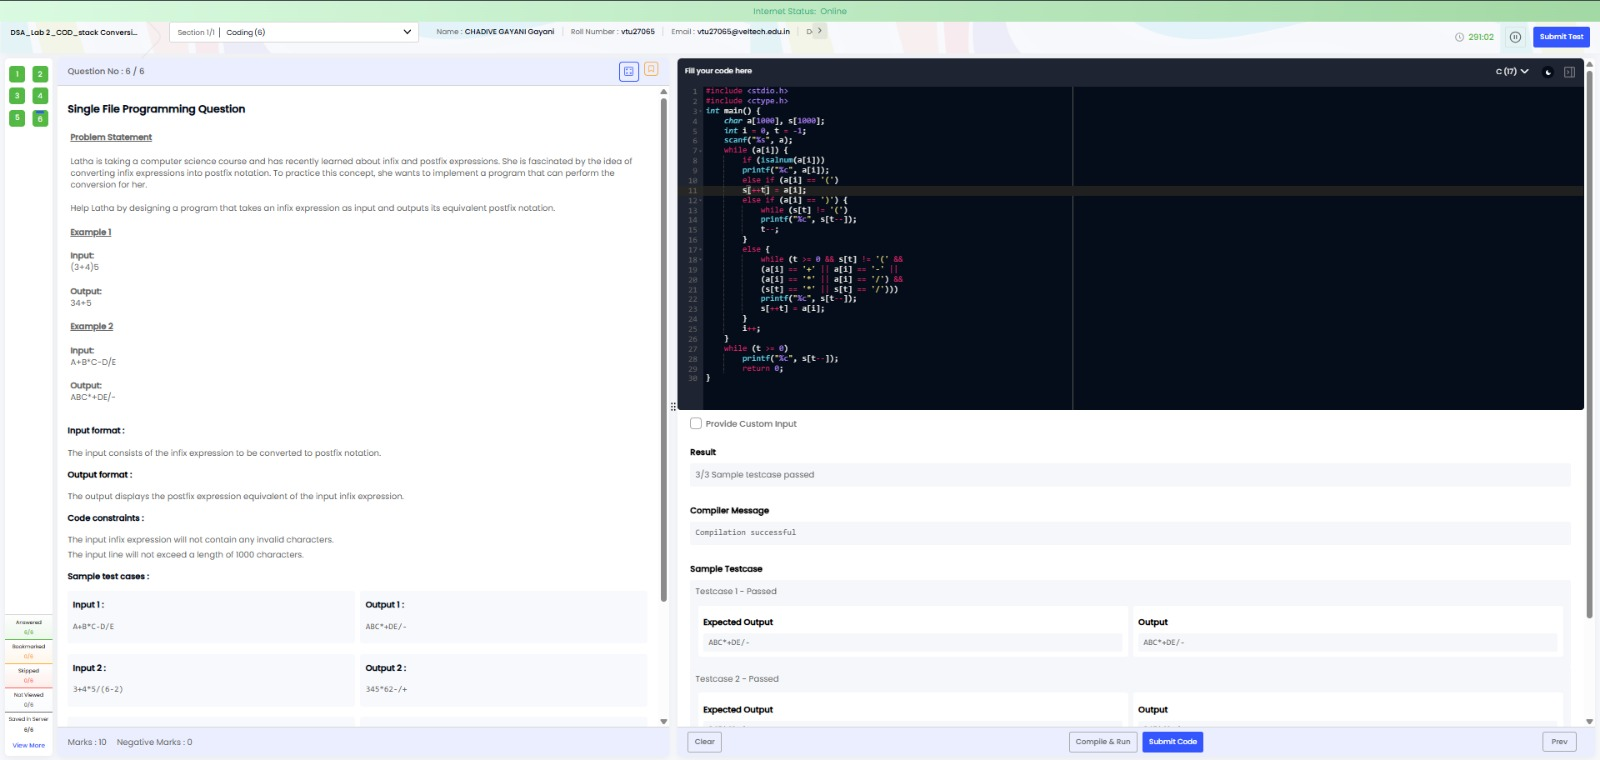 Internet Status: Online
DSA_Lab 2_COD_stack Conversi...
Section 1/1 | Coding (6)
Name : CHADIVE GAYANI Gayani
Roll Number : vtu27065
Email : vtu27065@veltech.edu.in
D
291:02
Submit Test
1 2
3 4
5 6
Question No : 6 / 6
Single File Programming Question
Problem Statement
Latha is taking a computer science course and has recently learned about infix and postfix expressions. She is fascinated by the idea of
converting infix expressions into postfix notation. To practice this concept, she wants to implement a program that can perform the
conversion for her.
Help Latha by designing a program that takes an infix expression as input and outputs its equivalent postfix notation.
Example 1
Input:
(3+4)5
Output:
34+5
Example 2
Input:
A+B*C-D/E
Output:
ABC*+DE/-
Input format :
The input consists of the infix expression to be converted to postfix notation.
Output format :
The output displays the postfix expression equivalent of the input infix expression.
Code constraints :
The input infix expression will not contain any invalid characters.
The input line will not exceed a length of 1000 characters.
Sample test cases :
Input 1 :
A+B*C-D/E
Output 1 :
ABC*+DE/-
Input 2 :
3+4*5/(6-2)
Output 2 :
345*62-/+
Answered
6/6
Bookmarked
0/6
Skipped
0/6
Not Viewed
0/6
Saved in Server
6/6
View More
Marks : 10 Negative Marks : 0
Fill your code here
C (17)
1 #include <stdio.h>
2 #include <ctype.h>
3 int main() {
4 char a[1000], s[1000];
5 int i = 0, t = -1;
6 scanf("%s", a);
7 while (a[i]) {
8 if (isalnum(a[i]))
9 printf("%c", a[i]);
10 else if (a[i] == '(')
11 s[++t] = a[i];
12 else if (a[i] == ')') {
13 while (s[t] != '(')
14 printf("%c", s[t--]);
15 t--;
16 }
17 else {
18 while (t >= 0 && s[t] != '(' &&
19 (a[i] == '+' || a[i] == '-' ||
20 (a[i] == '*' || a[i] == '/') &&
21 (s[t] == '*' || s[t] == '/')))
22 printf("%c", s[t--]);
23 s[++t] = a[i];
24 }
25 i++;
26 }
27 while (t >= 0)
28 printf("%c", s[t--]);
29 return 0;
30 }
Provide Custom Input
Result
3/3 Sample testcase passed
Compiler Message
Compilation successful
Sample Testcase
Testcase 1 - Passed
Expected Output
ABC*+DE/-
Output
ABC*+DE/-
Testcase 2 - Passed
Expected Output
Output
Clear
Compile & Run
Submit Code
Prev